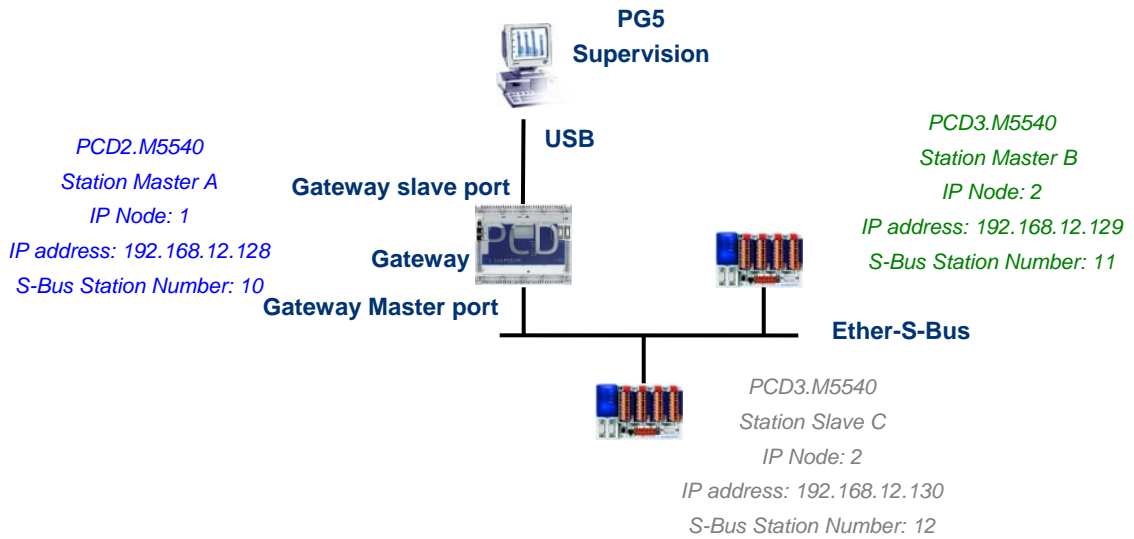 PG5
Supervision
USB
PCD2.M5540
Station Master A
IP Node: 1
IP address: 192.168.12.128
S-Bus Station Number: 10
Gateway slave port
PCD
Gateway
Gateway Master port
PCD3.M5540
Station Master B
IP Node: 2
IP address: 192.168.12.129
S-Bus Station Number: 11
Ether-S-Bus
PCD3.M5540
Station Slave C
IP Node: 2
IP address: 192.168.12.130
S-Bus Station Number: 12